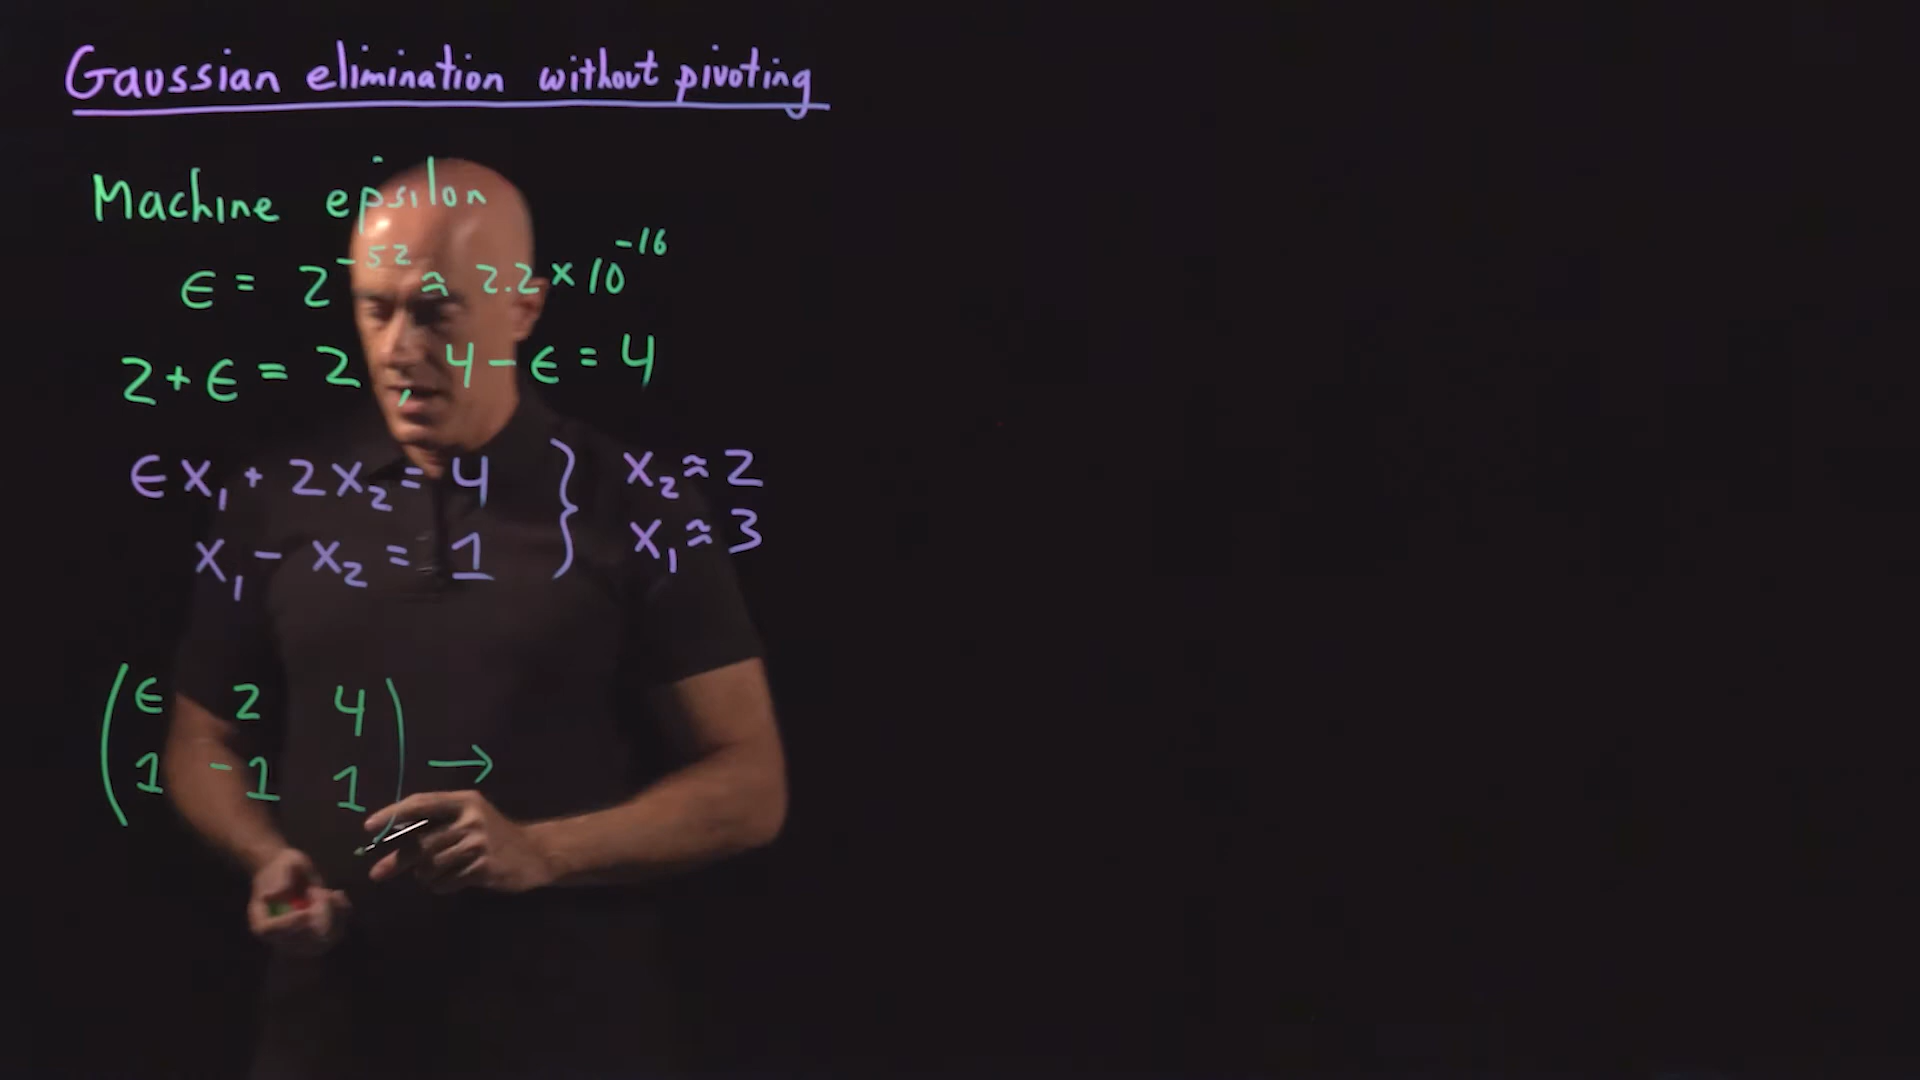 Gaussian elimination without pivoting
Machine epsilon
ϵ = 2^-52 ≈ 2.2 × 10^-16
2 + ϵ = 2 , 4 - ϵ = 4
ϵx₁ + 2x₂ = 4 } x₂ ≈ 2
x₁ - x₂ = 1 } x₁ ≈ 3
( ϵ 2 4 )
( 1 -1 1 ) →